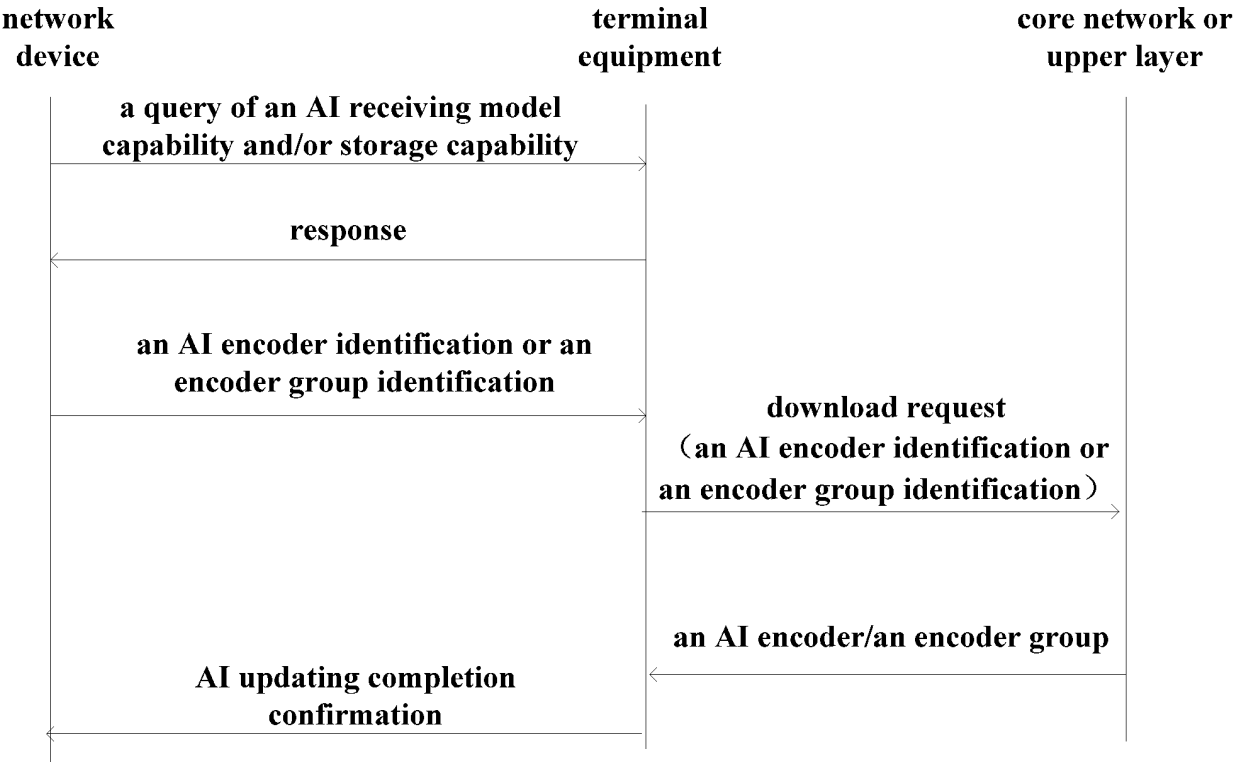 network
device
terminal
equipment
core network or
upper layer
a query of an AI receiving model
capability and/or storage capability
response
an AI encoder identification or an
encoder group identification
download request
（an AI encoder identification or
an encoder group identification）
an AI encoder/an encoder group
AI updating completion
confirmation